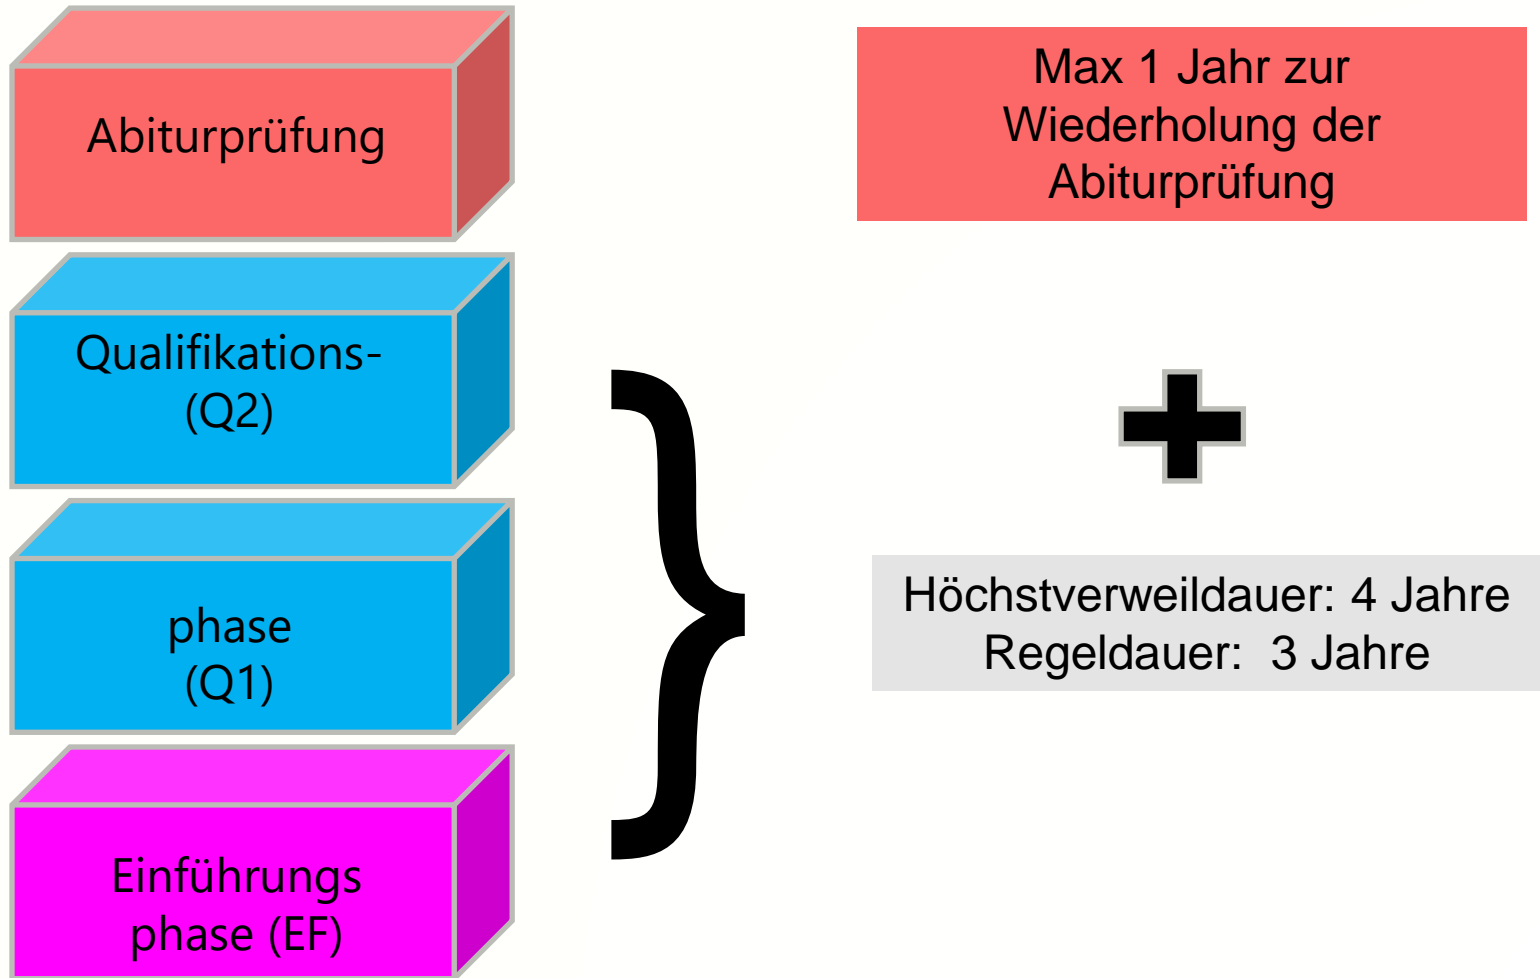 Abiturprüfung
Max 1 Jahr zur
Wiederholung der
Abiturprüfung
Qualifikations-
(Q2)
phase
(Q1)
Höchstverweildauer: 4 Jahre
Regeldauer:  3 Jahre
Einführungs
phase (EF)